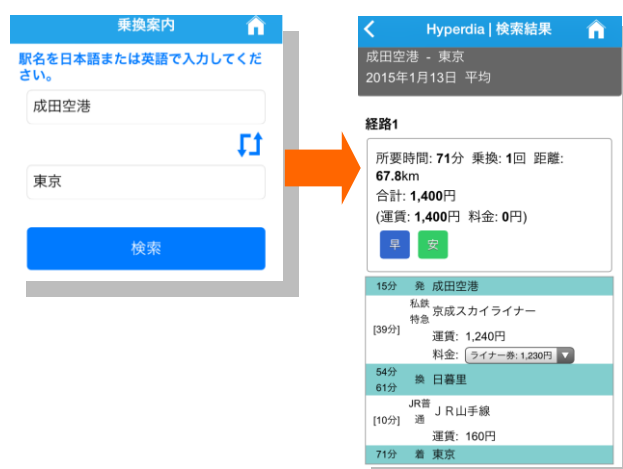 乗換案内
駅名を日本語または英語で入力してくだ
さい。
成田空港
東京
検索
Hyperdia | 検索結果
成田空港 - 東京
2015年1月13日 平均
経路1
所要時間: 71分 乗換: 1回 距離:
67.8km
合計: 1,400円
(運賃: 1,400円 料金: 0円)
早 安
15分 発 成田空港
私鉄
特急 京成スカイライナー
[39分]
運賃: 1,240円
料金: ライナー券: 1,230円
54分
61分 換 日暮里
JR普
通 ＪＲ山手線
[10分]
運賃: 160円
71分 着 東京